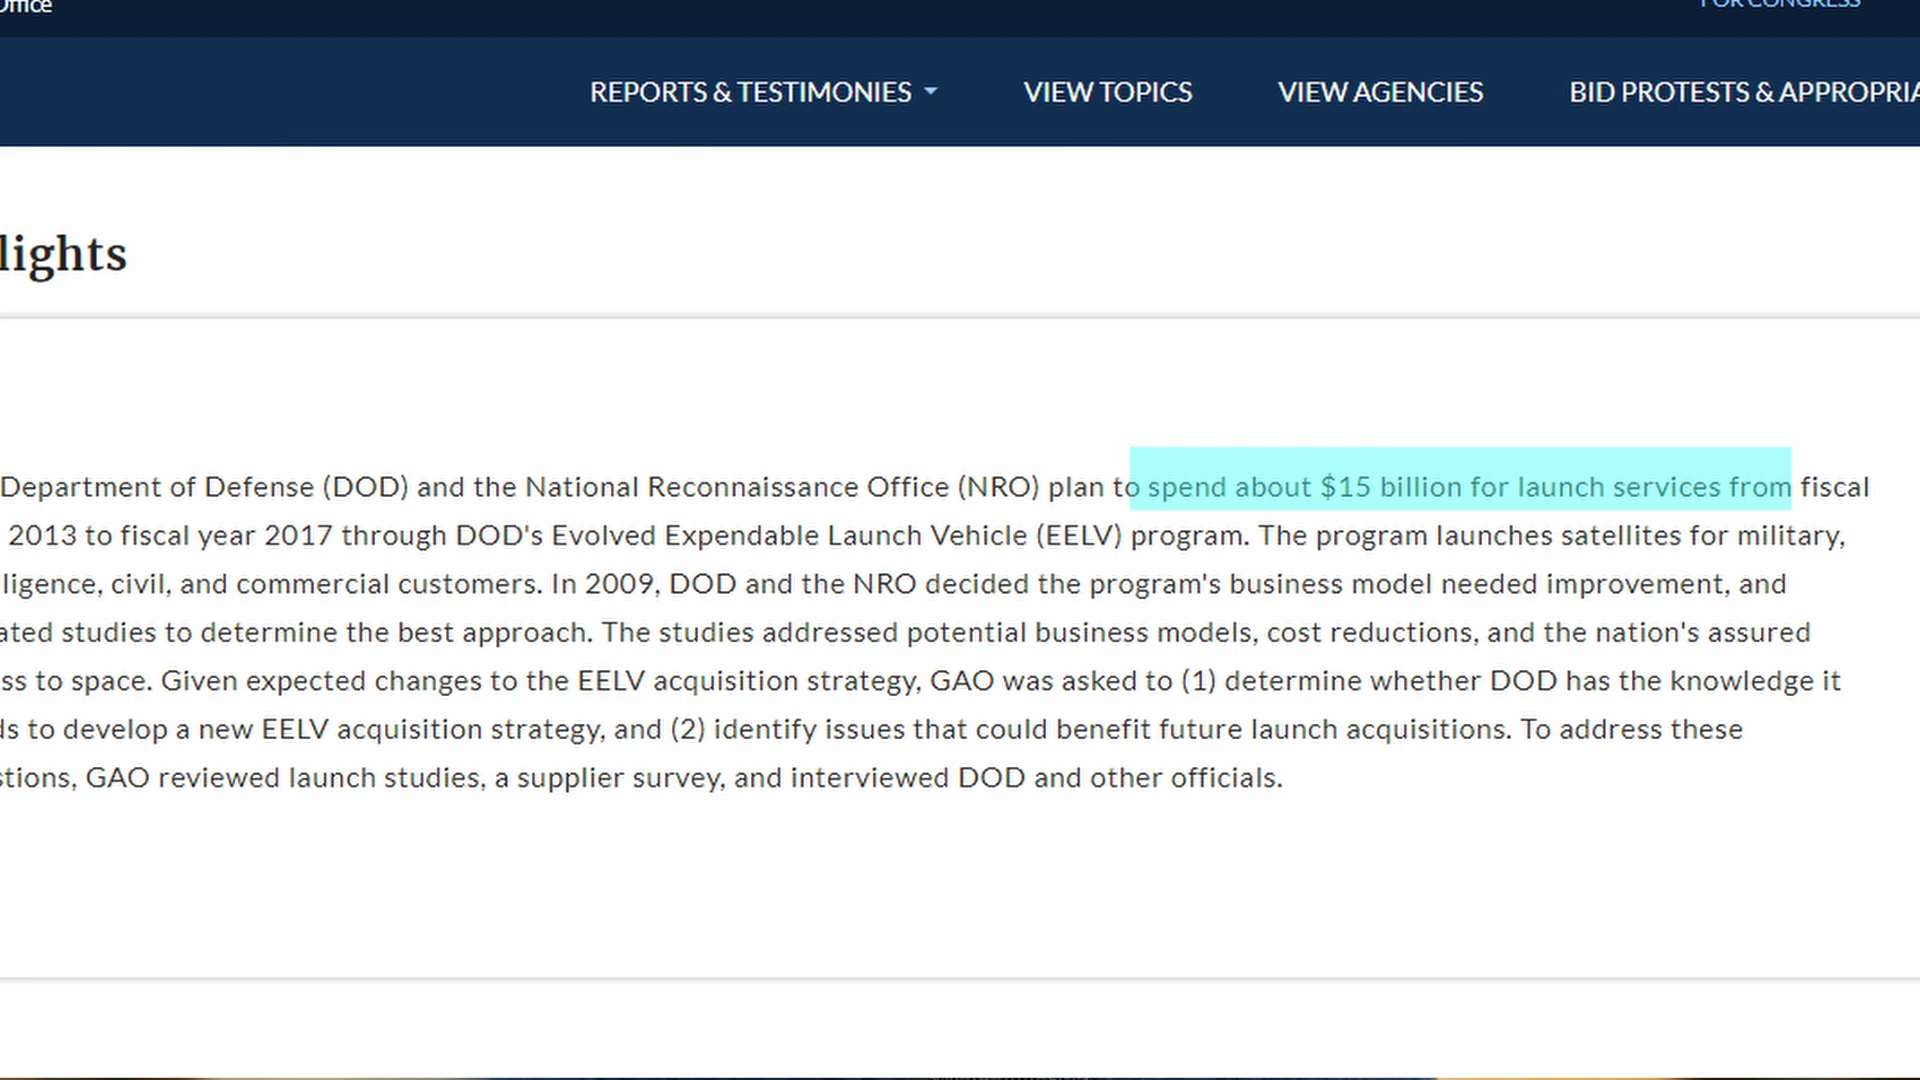 Office
FOR CONGRESS
REPORTS & TESTIMONIES
VIEW TOPICS
VIEW AGENCIES
BID PROTESTS & APPROPRIA
lights
Department of Defense (DOD) and the National Reconnaissance Office (NRO) plan to spend about $15 billion for launch services from fiscal
2013 to fiscal year 2017 through DOD's Evolved Expendable Launch Vehicle (EELV) program. The program launches satellites for military,
lligence, civil, and commercial customers. In 2009, DOD and the NRO decided the program's business model needed improvement, and
ated studies to determine the best approach. The studies addressed potential business models, cost reductions, and the nation's assured
ss to space. Given expected changes to the EELV acquisition strategy, GAO was asked to (1) determine whether DOD has the knowledge it
ds to develop a new EELV acquisition strategy, and (2) identify issues that could benefit future launch acquisitions. To address these
stions, GAO reviewed launch studies, a supplier survey, and interviewed DOD and other officials.